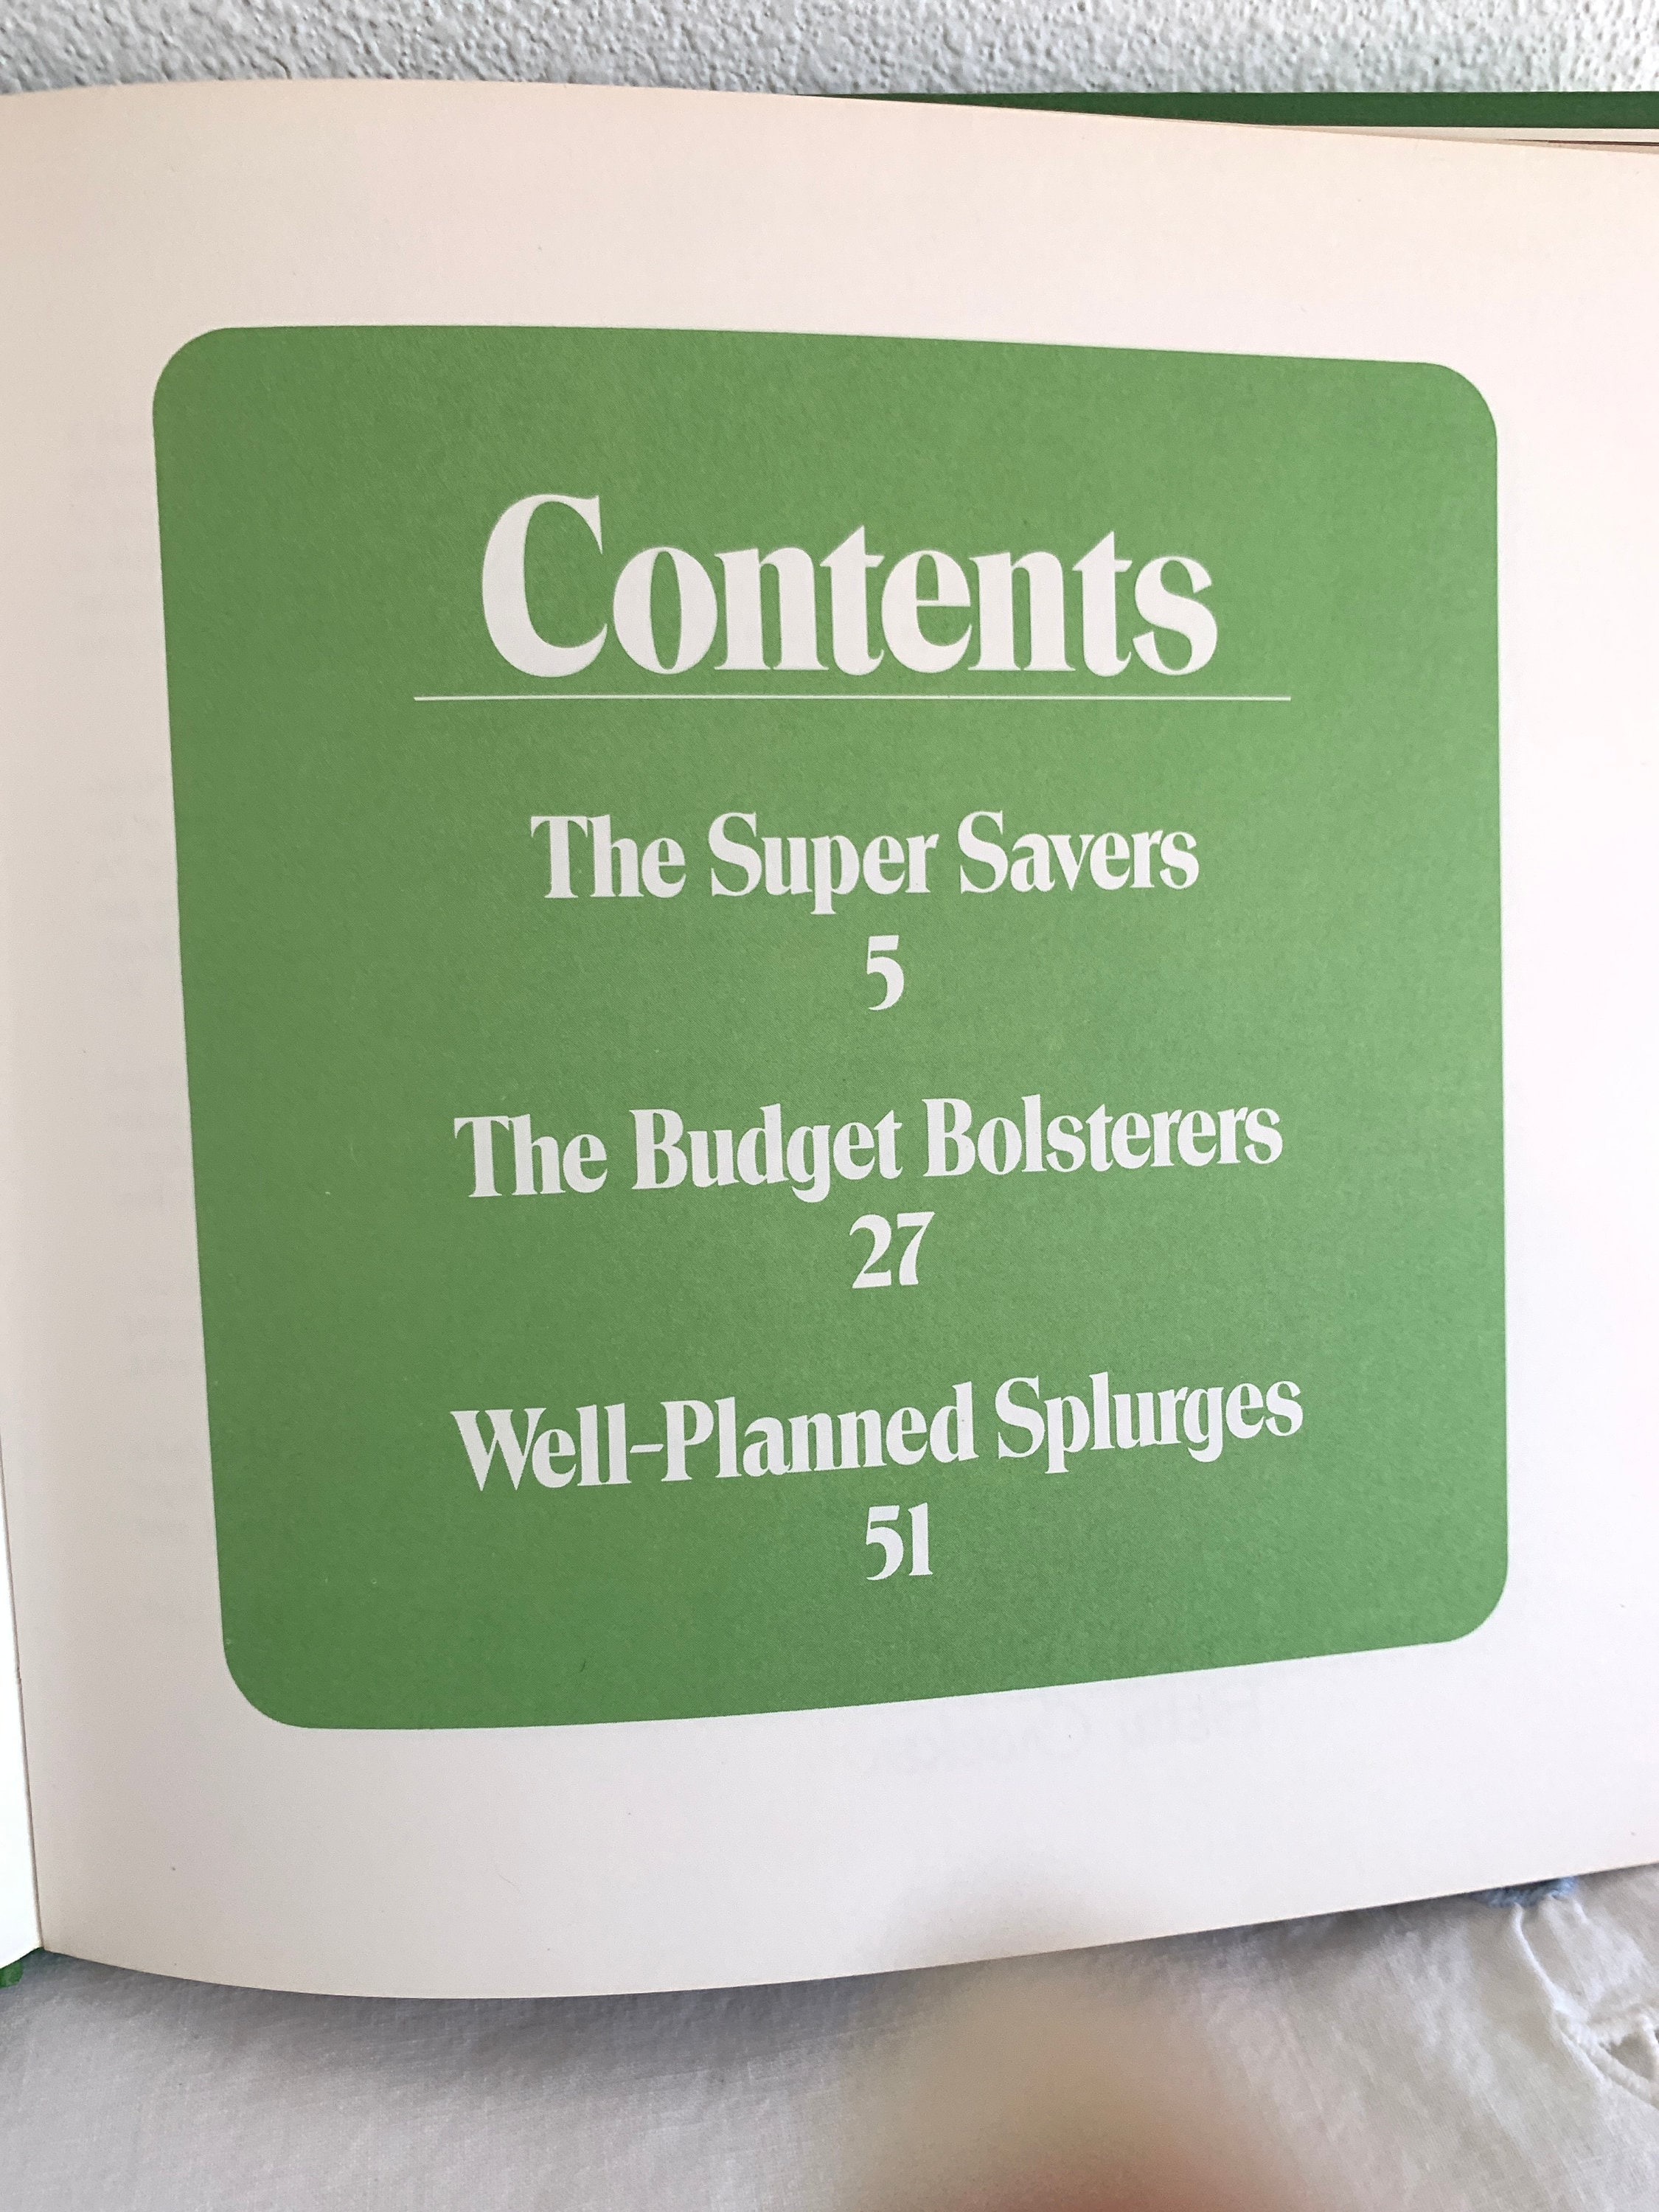 Contents
The Super Savers
5
The Budget Bolsterers
27
Well-Planned Splurges
51